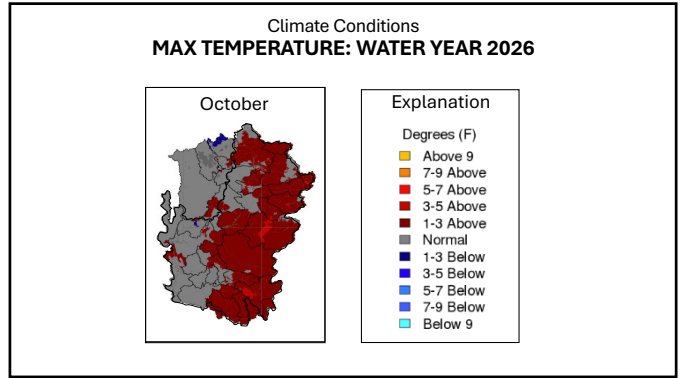 Climate Conditions
MAX TEMPERATURE: WATER YEAR 2026
October
Explanation
Degrees (F)
Above 9
7-9 Above
5-7 Above
3-5 Above
1-3 Above
Normal
1-3 Below
3-5 Below
5-7 Below
7-9 Below
Below 9